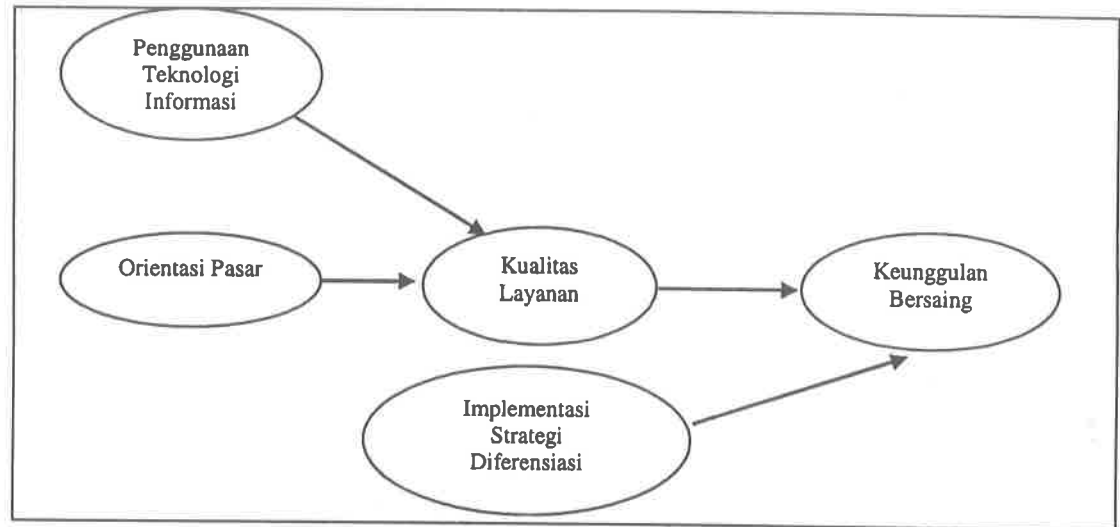 Penggunaan
Teknologi
Informasi
Orientasi Pasar
Kualitas
Layanan
Keunggulan
Bersaing
Implementasi
Strategi
Diferensiasi